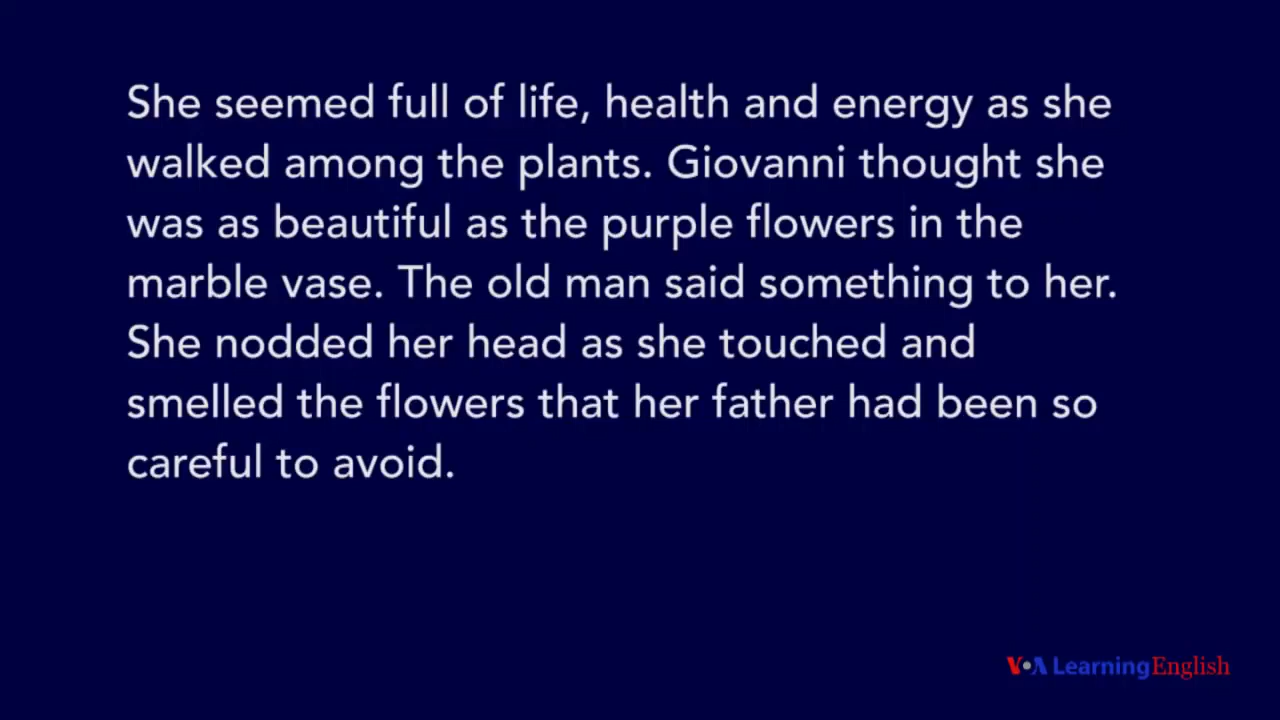 She seemed full of life, health and energy as she
walked among the plants. Giovanni thought she
was as beautiful as the purple flowers in the
marble vase. The old man said something to her.
She nodded her head as she touched and
smelled the flowers that her father had been so
careful to avoid.
VOA Learning English